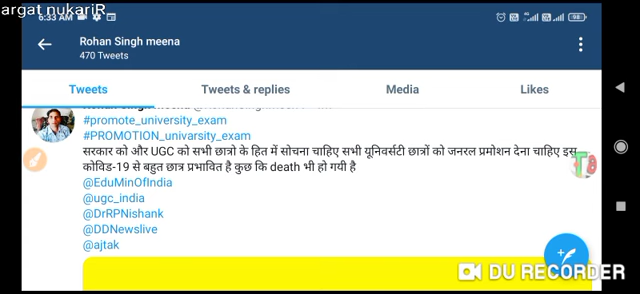 argat nukariR
6:33 AM
Rohan Singh meena
470 Tweets
Tweets
Tweets & replies
Media
Likes
#promote_university_exam
#PROMOTION_univarsity_exam
सरकार को और UGC को सभी छात्रो के हित में सोचना चाहिए सभी यूनिवर्सटी छात्रों को जनरल प्रमोशन देना चाहिए इस
कोविड-19 से बहुत छात्र प्रभावित है कुछ कि death भी हो गयी है
@EduMinOfIndia
@ugc_india
@DrRPNishank
@DDNewslive
@ajtak
DU RECORDER